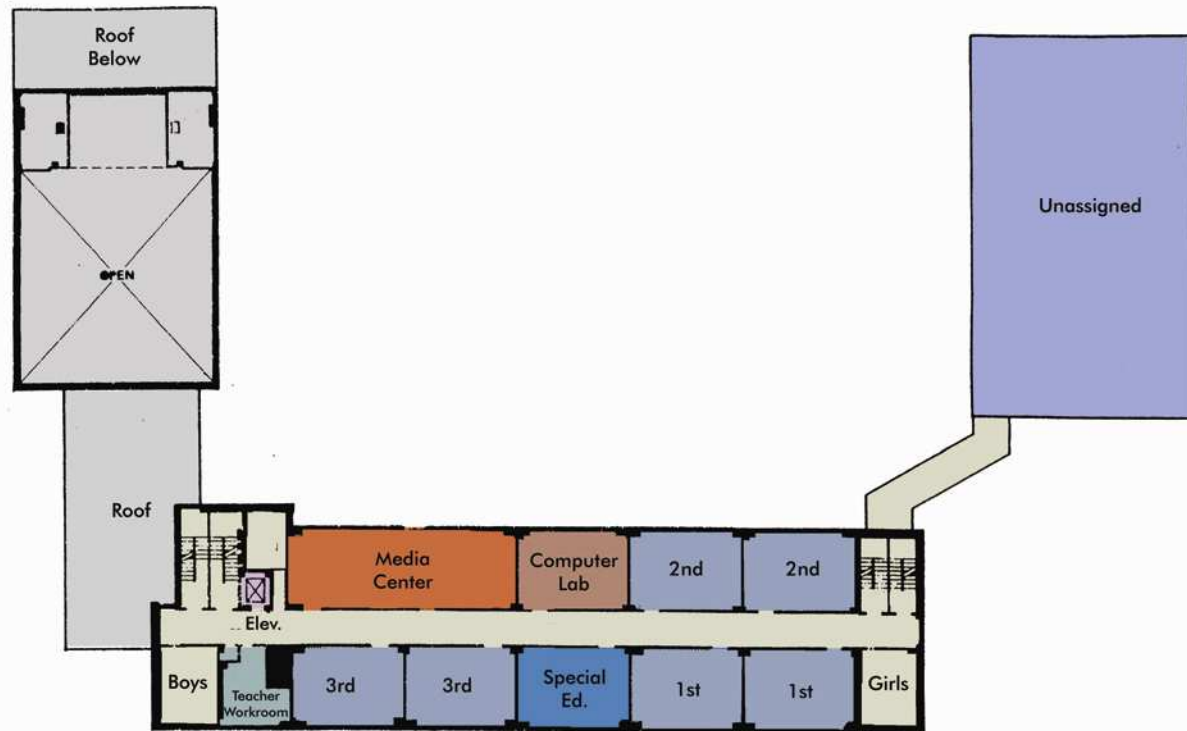 Roof
Below
Unassigned
OPEN
Roof
Media
Center
Computer
Lab
2nd
2nd
Elev.
Boys
Teacher
Workroom
3rd
3rd
Special
Ed.
1st
1st
Girls